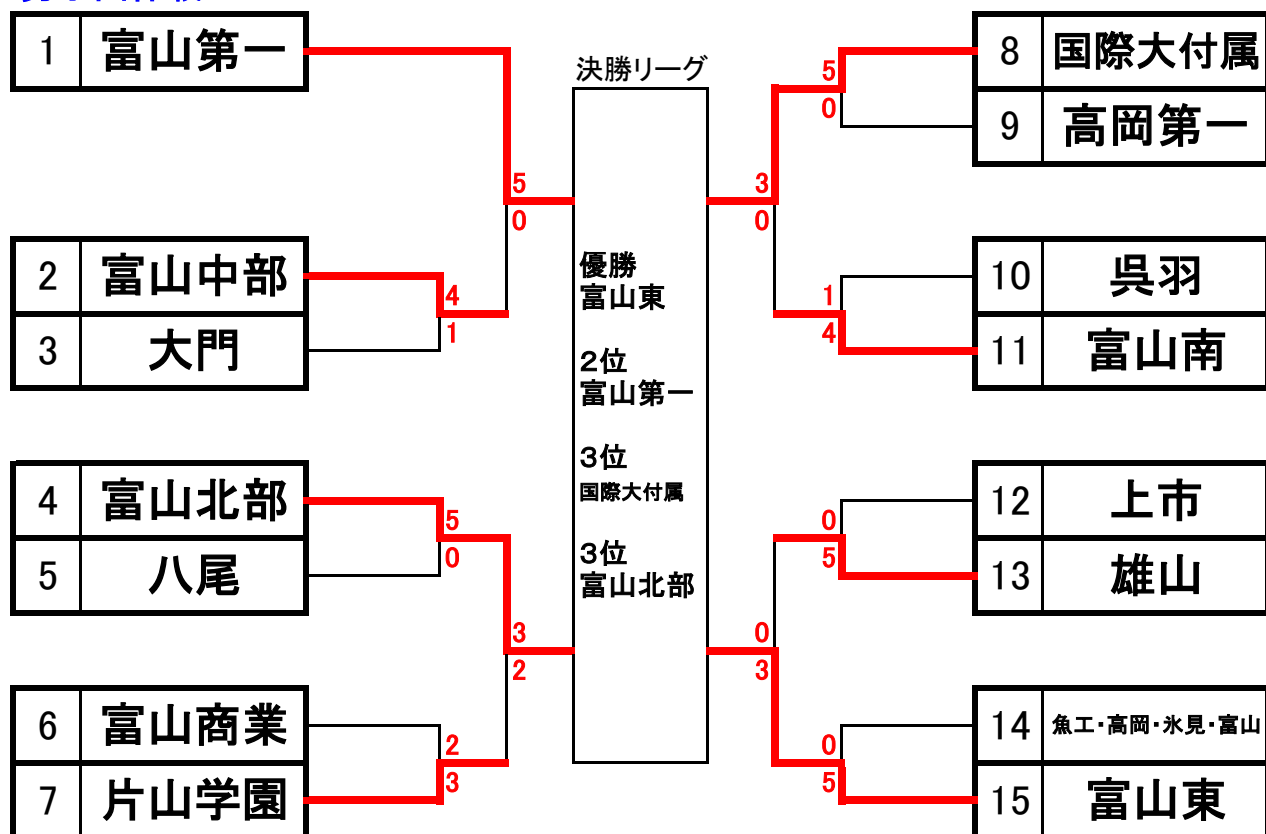 1 富山第一
5
0
2 富山中部
4
1
3 大門
4 富山北部
5
0
5 八尾
3
2
6 富山商業
2
3
7 片山学園
決勝リーグ
優勝
富山東
2位
富山第一
3位
国際大付属
3位
富山北部
8 国際大付属
5
0
9 高岡第一
3
0
10 呉羽
1
4
11 富山南
12 上市
0
5
13 雄山
0
3
14 魚工・高岡・氷見・富山
0
5
15 富山東